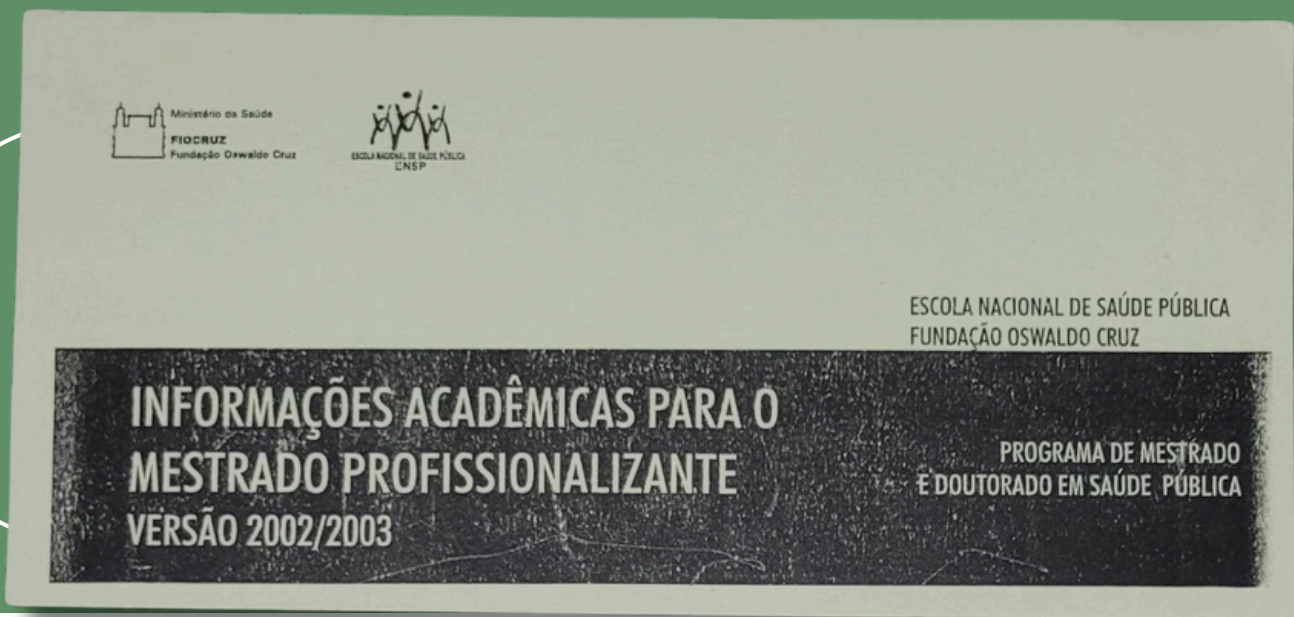 Ministério da Saúde
FIOCRUZ
Fundação Oswaldo Cruz
ESCOLA NACIONAL DE SAÚDE PÚBLICA
ENSP
ESCOLA NACIONAL DE SAÚDE PÚBLICA
FUNDAÇÃO OSWALDO CRUZ
INFORMAÇÕES ACADÊMICAS PARA O
MESTRADO PROFISSIONALIZANTE
VERSÃO 2002/2003
PROGRAMA DE MESTRADO
E DOUTORADO EM SAÚDE PÚBLICA